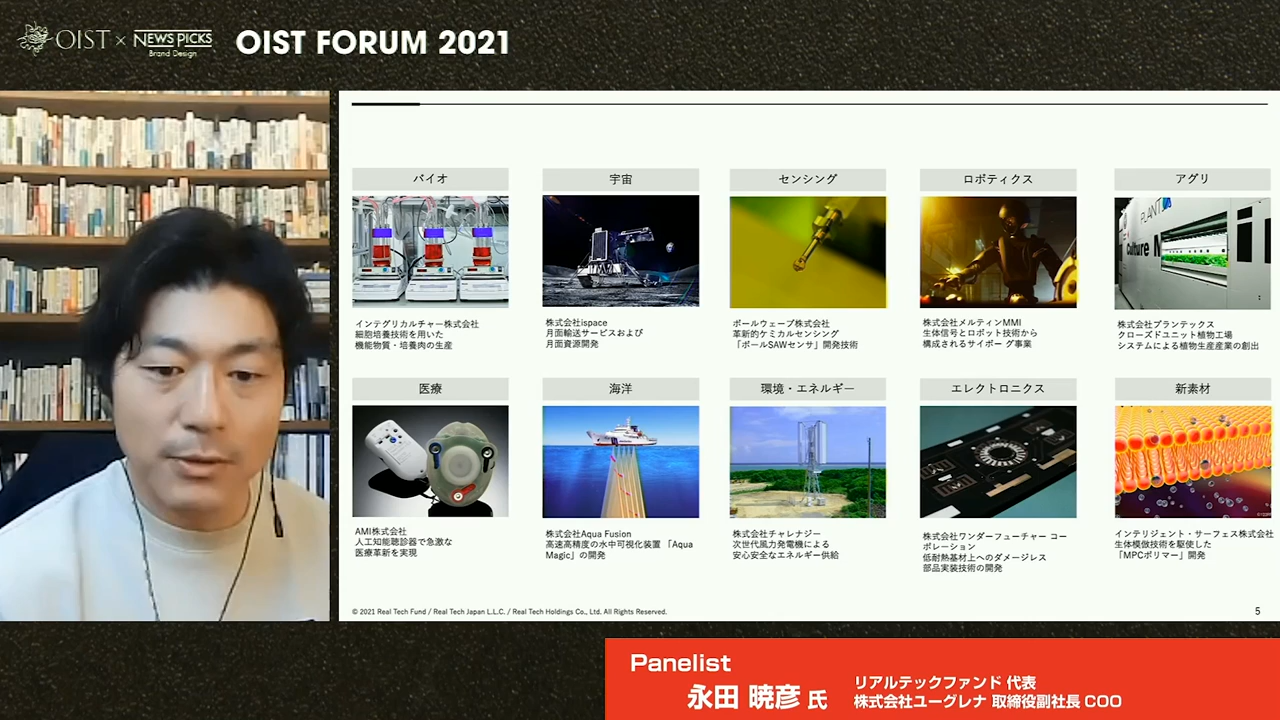 OIST × NEWS PICKS
Brand Design
OIST FORUM 2021
バイオ
インテグリカルチャー株式会社
細胞培養技術を用いた
機能物質・培養肉の生産
宇宙
株式会社ispace
月面輸送サービスおよび
月面資源開発
センシング
ボールウェーブ株式会社
革新的ケミカルセンシング
「ボールSAWセンサ」開発技術
ロボティクス
株式会社メルティンMMI
生体信号とロボット技術から
構成されるサイボーグ事業
アグリ
PLANT
Culture M
株式会社プランテックス
クローズドユニット植物工場
システムによる植物生産産業の創出
医療
AMI株式会社
人工知能聴診器で急激な
医療革新を実現
海洋
株式会社Aqua Fusion
高速高精度の水中可視化装置 「Aqua
Magic」の開発
環境・エネルギー
株式会社チャレナジー
次世代風力発電機による
安心安全なエネルギー供給
エレクトロニクス
株式会社ワンダーフューチャー コー
ポレーション
低耐熱基材上へのダメージレス
部品実装技術の開発
新素材
インテリジェント・サーフェス株式会社
生体模倣技術を駆使した
「MPCポリマー」開発
© 2021 Real Tech Fund / Real Tech Japan L.L.C. / Real Tech Holdings Co., Ltd. All Rights Reserved.
5
Panelist
永田 暁彦 氏
リアルテックファンド 代表
株式会社ユーグレナ 取締役副社長 COO